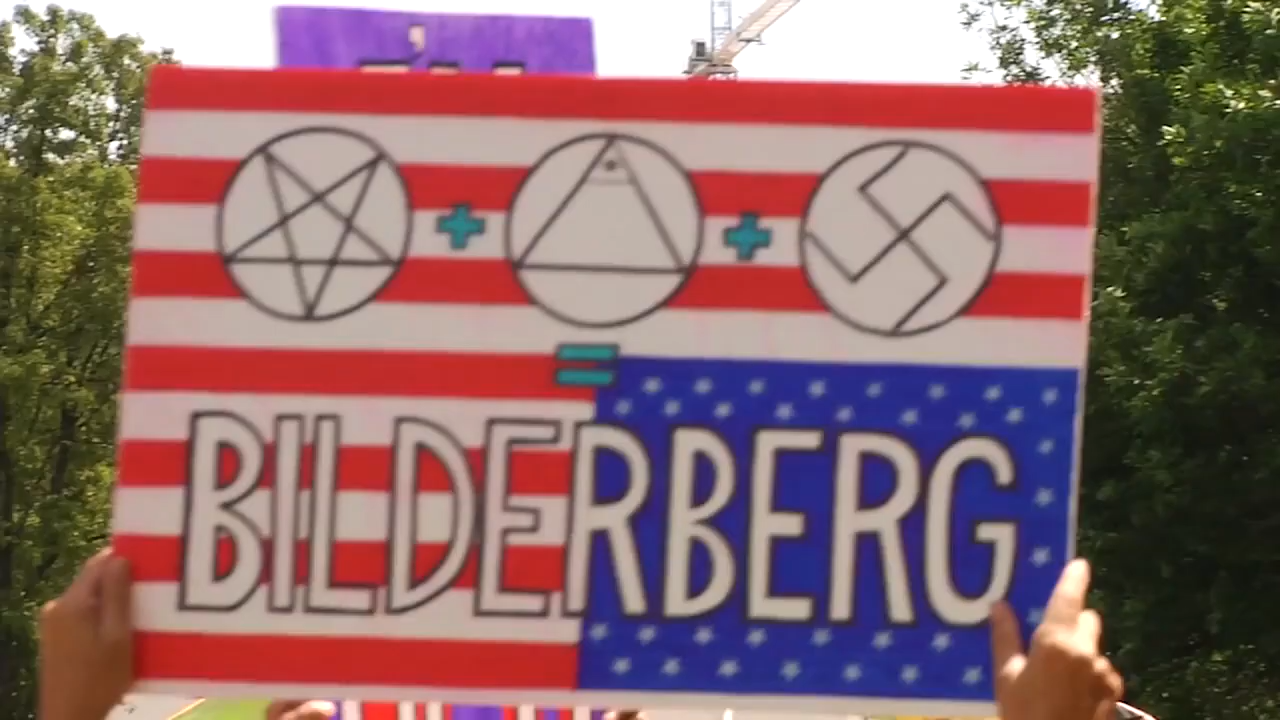 + +
=
BILDERBERG